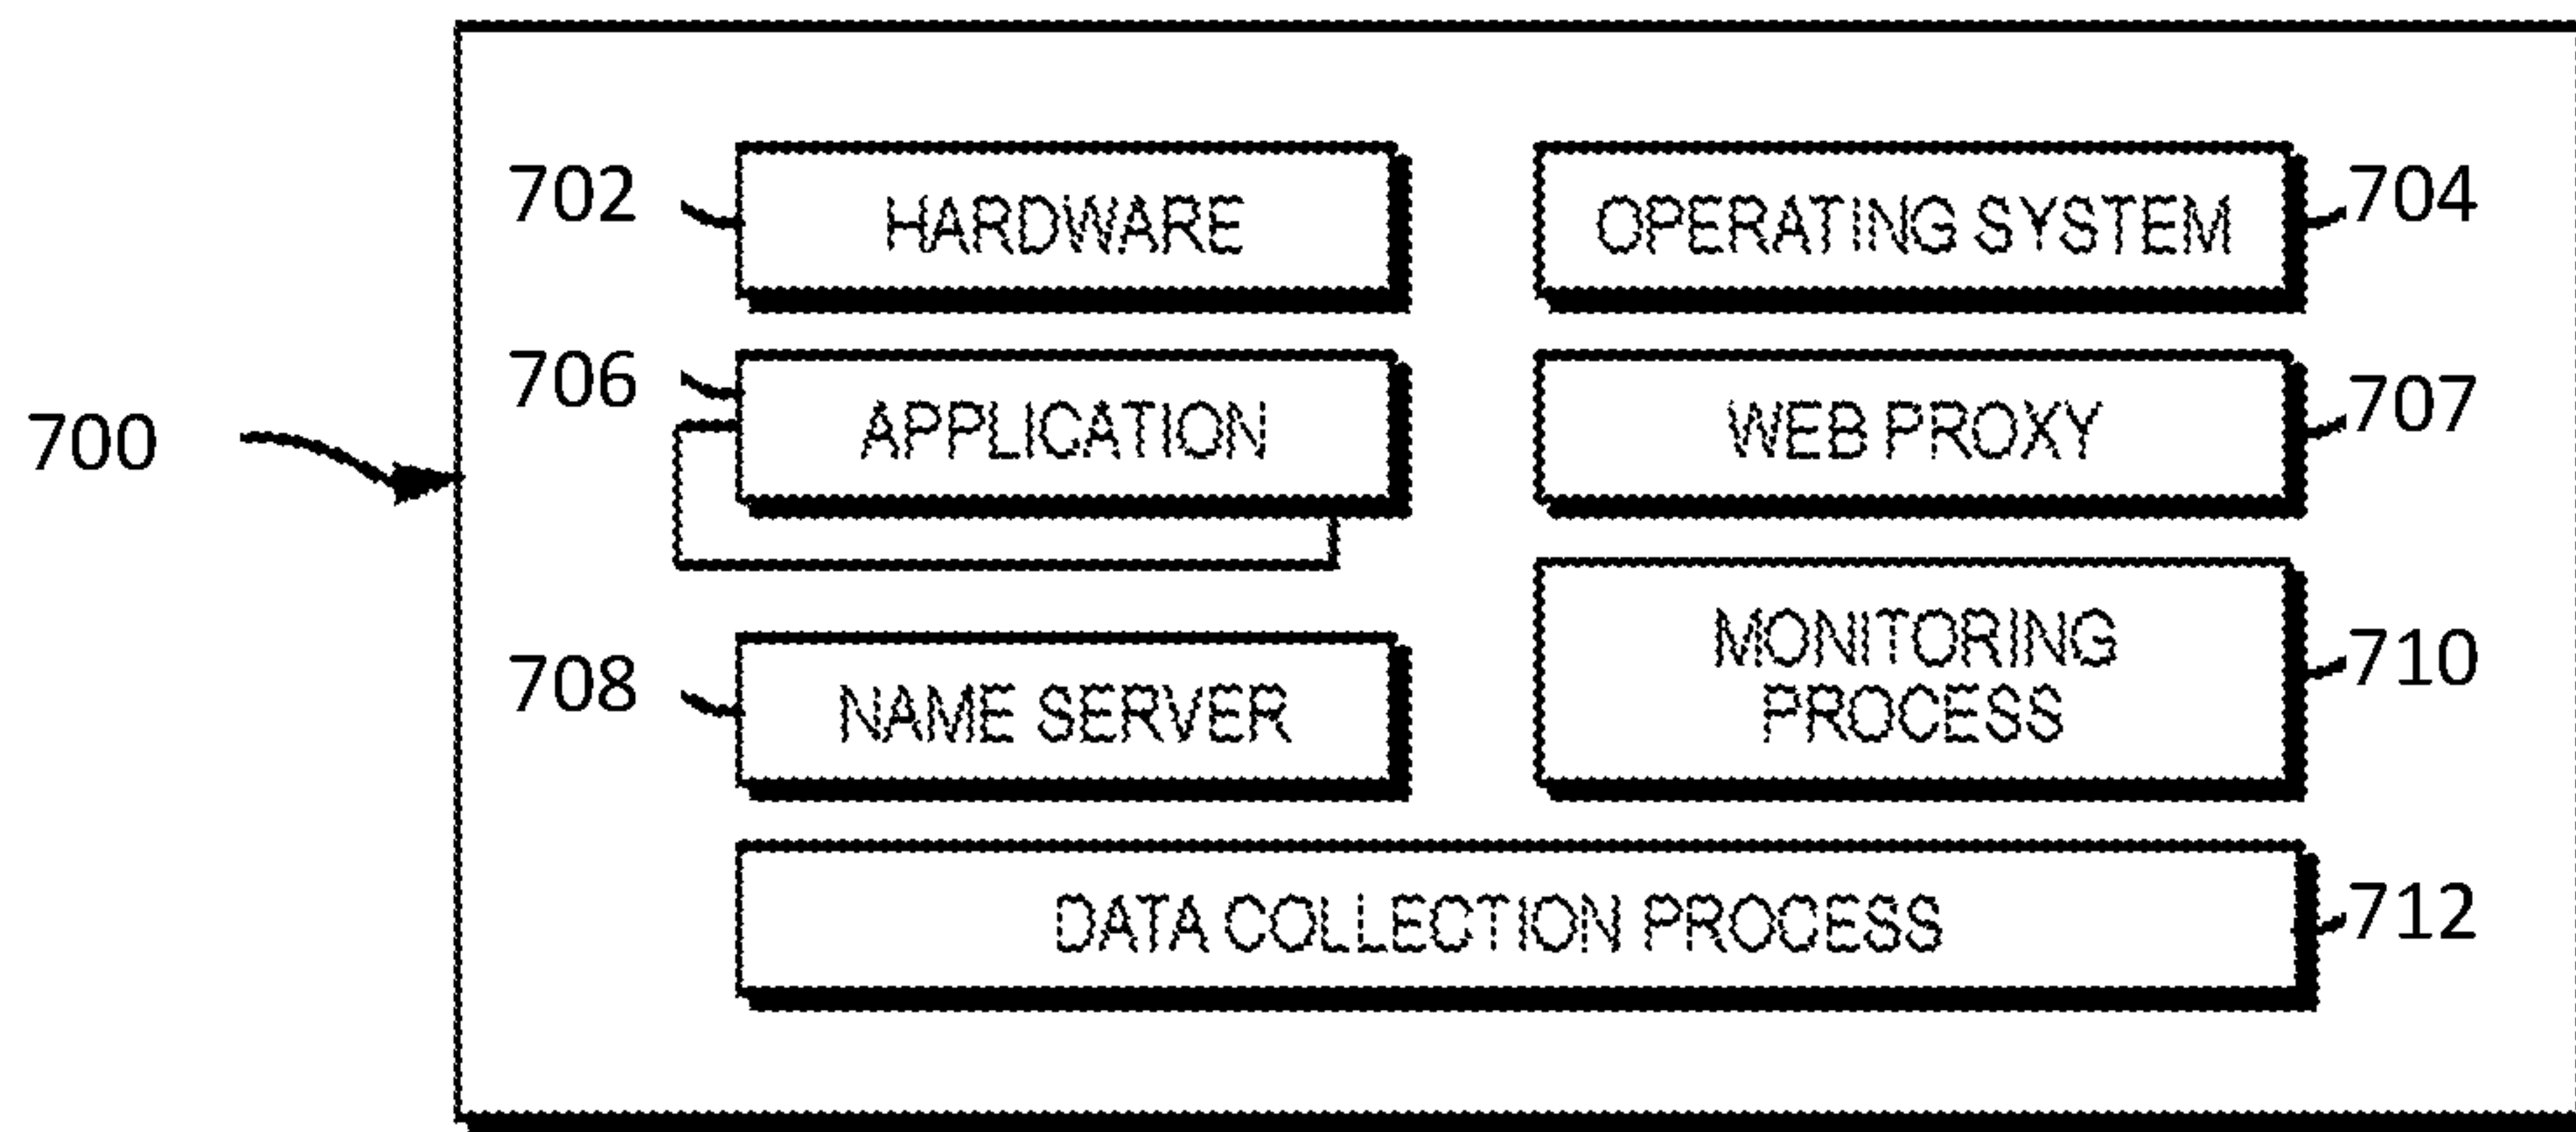 702 HARDWARE
OPERATING SYSTEM 704
706 APPLICATION
WEB PROXY 707
700
708 NAME SERVER
MONITORING
PROCESS 710
DATA COLLECTION PROCESS 712